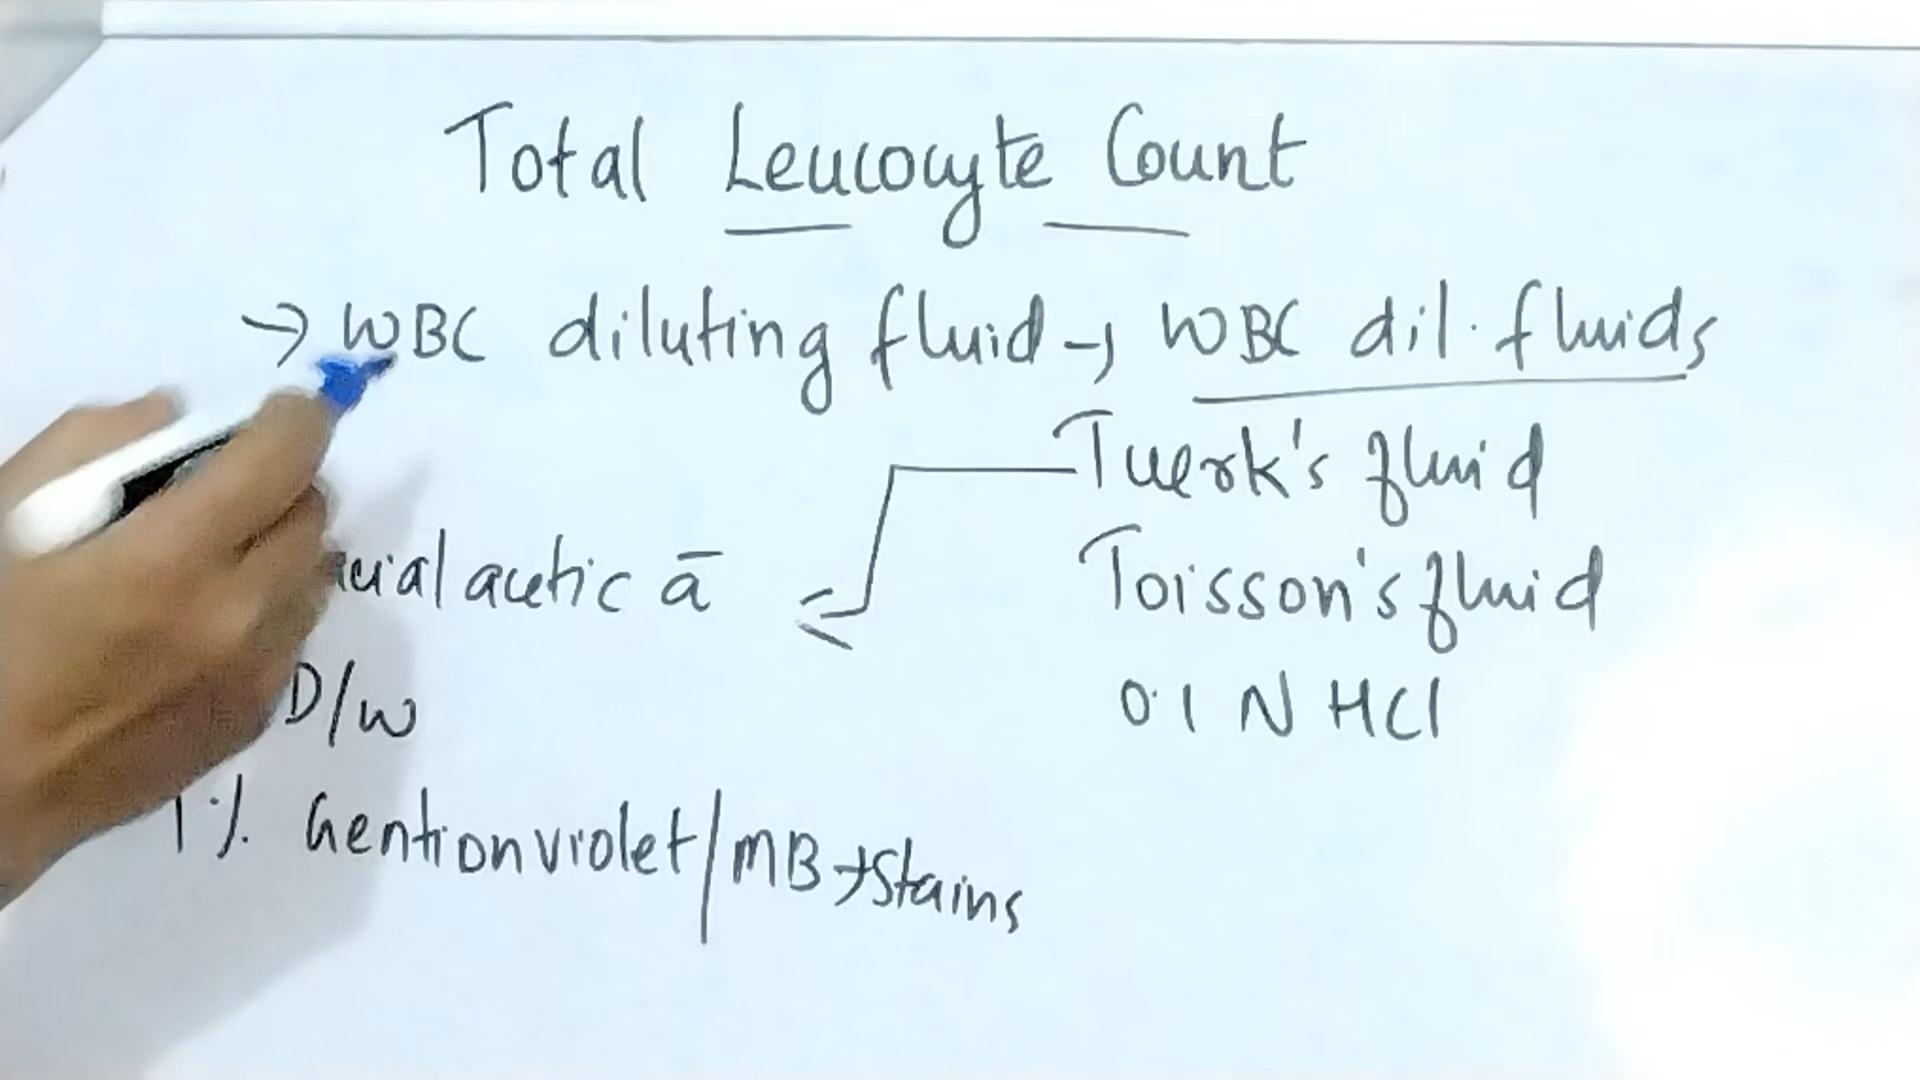 Total Leucocyte Count
→ WBC diluting fluid → WBC dil. fluids
Tuerk's fluid
Toisson's fluid
0.1 N HCl
acial acetic ā
D/w
1%. Gentionviolet/MB→Stains